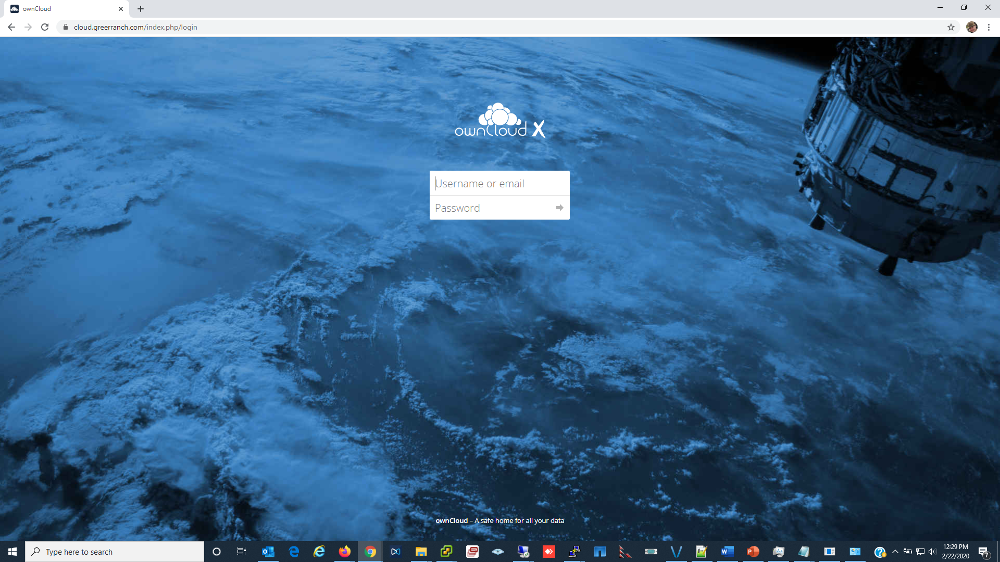 ownCloud
cloud.greerranch.com/index.php/login
ownCloud X
Username or email
Password
ownCloud – A safe home for all your data
Type here to search
12:29 PM
2/22/2020
7